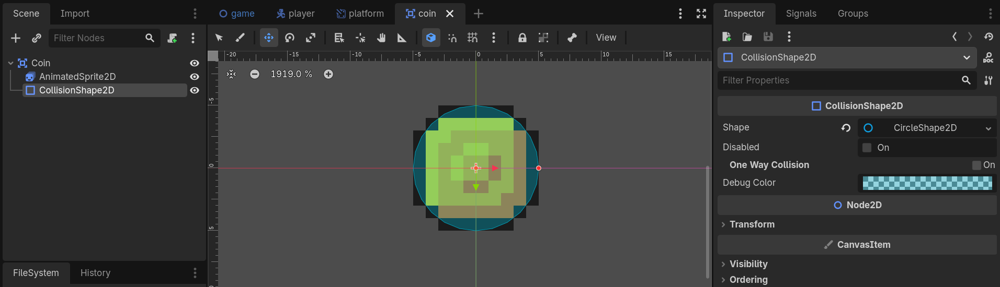 Scene
Import
game
player
platform
coin
Inspector
Signals
Groups
Filter Nodes
View
-20
-15
-10
-5
0
5
10
15
Coin
AnimatedSprite2D
CollisionShape2D
1919.0 %
-5
0
5
CollisionShape2D
DOC
Filter Properties
CollisionShape2D
Shape
CircleShape2D
Disabled
On
One Way Collision
On
Debug Color
Node2D
Transform
CanvasItem
Visibility
Ordering
FileSystem
History